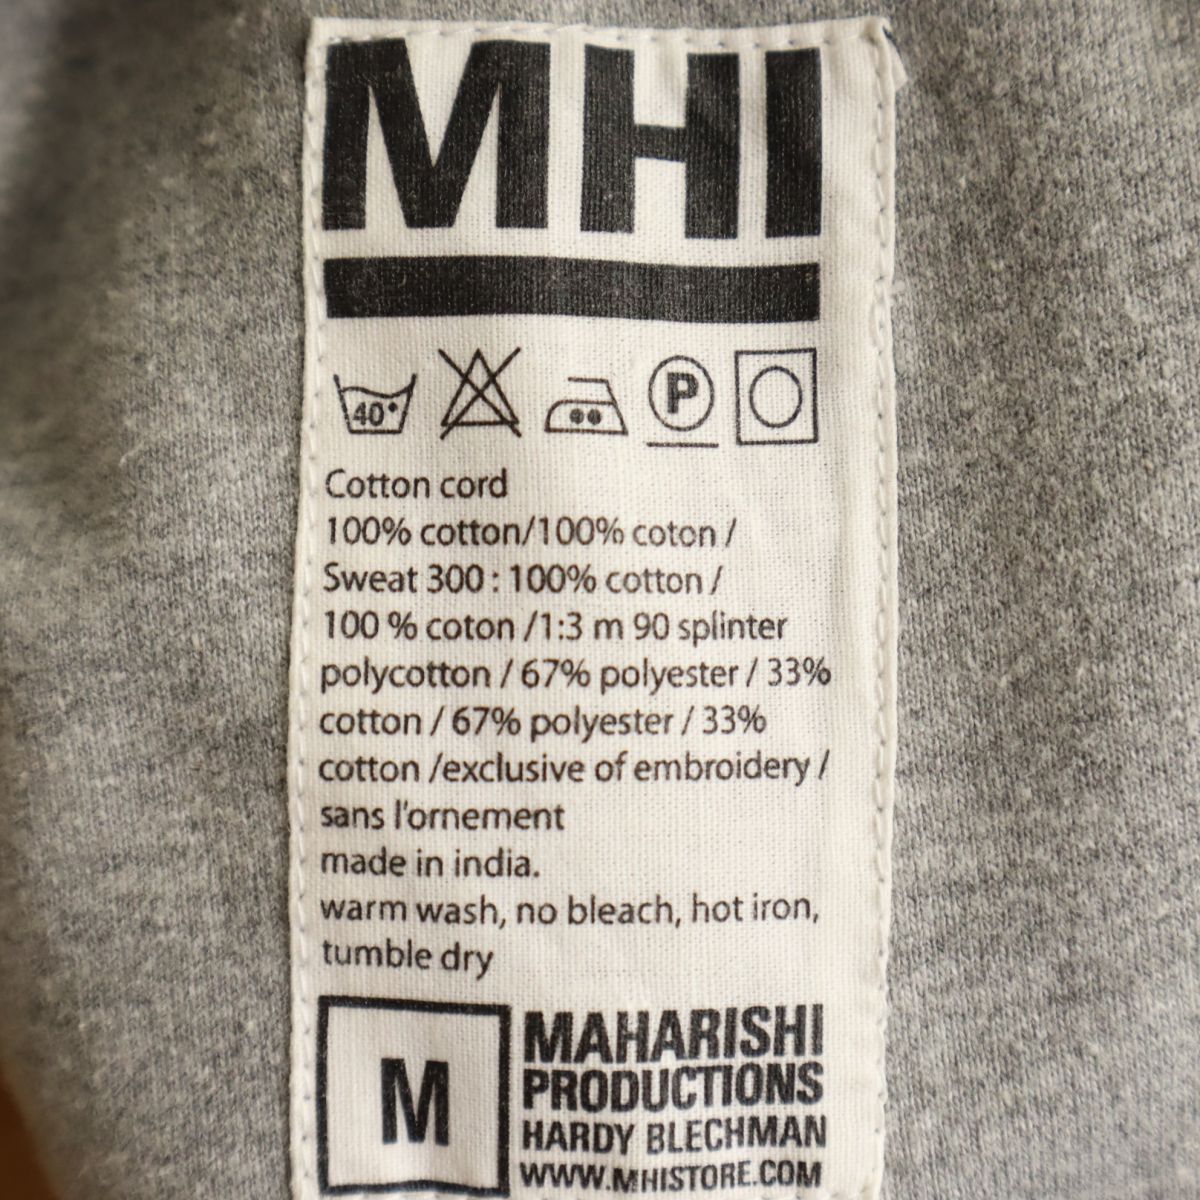 MHI
40°
P
Cotton cord
100% cotton/100% coton /
Sweat 300 : 100% cotton /
100 % coton /1:3 m 90 splinter
polycotton / 67% polyester / 33%
cotton / 67% polyester / 33%
cotton /exclusive of embroidery /
sans l'ornement
made in india.
warm wash, no bleach, hot iron,
tumble dry
M
MAHARISHI
PRODUCTIONS
HARDY BLECHMAN
WWW.MHISTORE.COM